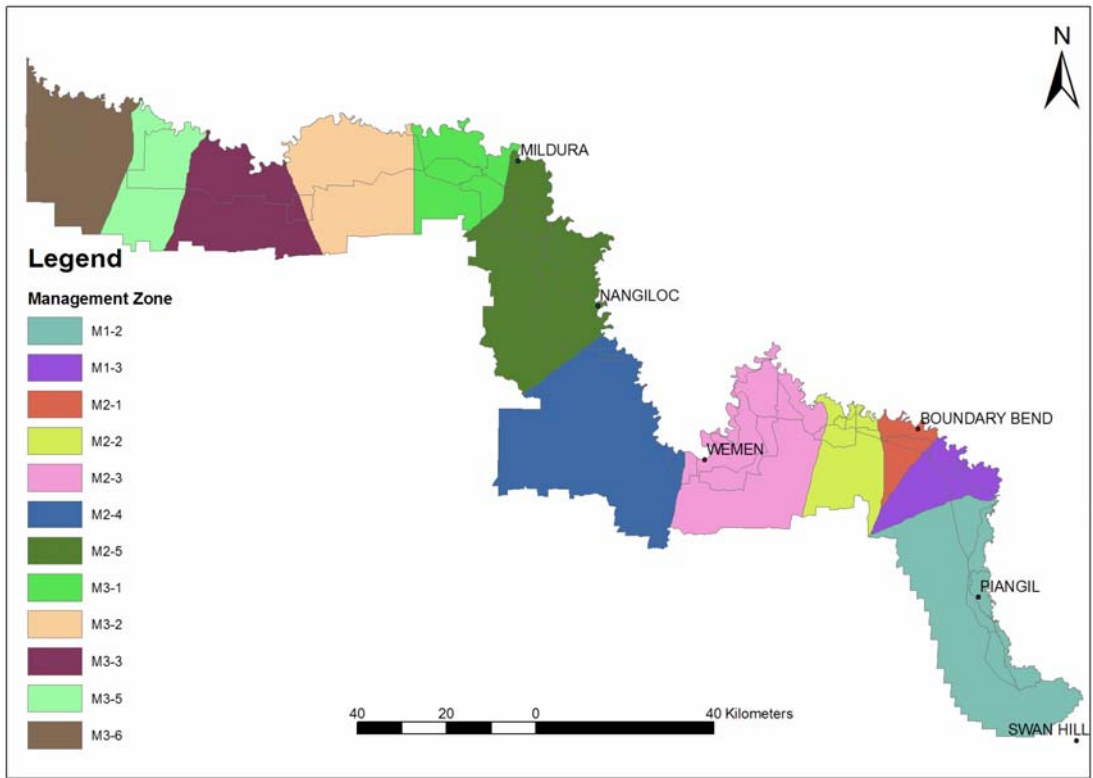 N
MILDURA
NANGILOC
BOUNDARY BEND
WEMEN
PIANGIL
SWAN HILL
Legend
Management Zone
M1-2
M1-3
M2-1
M2-2
M2-3
M2-4
M2-5
M3-1
M3-2
M3-3
M3-5
M3-6
40 20 0 40 Kilometers